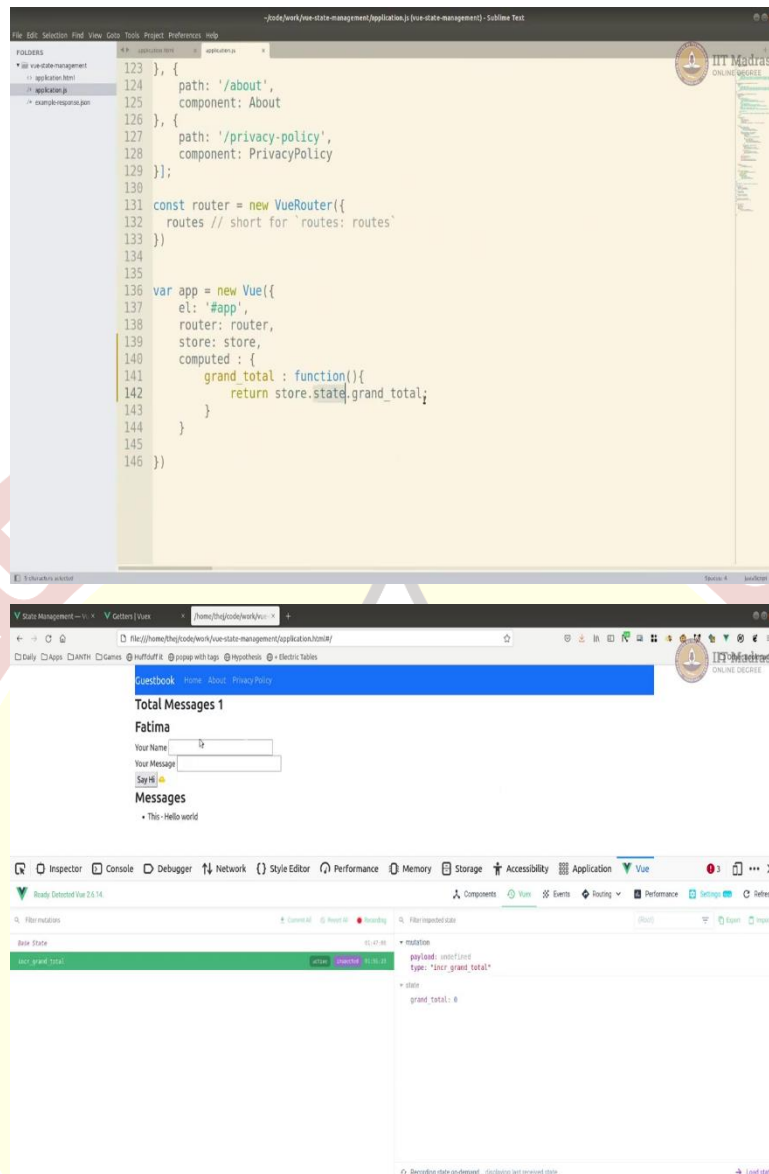 ~/code/work/vue-state-management/application.js (vue-state-management) - Sublime Text
File Edit Selection Find View Goto Tools Project Preferences Help
FOLDERS
vue-state-management
application.html
application.js
example-response.json
application.html
application.js
IIT Madras
ONLINE DEGREE
123 }, {
124 path: '/about',
125 component: About
126 }, {
127 path: '/privacy-policy',
128 component: PrivacyPolicy
129 }];
130
131 const router = new VueRouter({
132 routes // short for `routes: routes`
133 })
134
135
136 var app = new Vue({
137 el: '#app',
138 router: router,
139 store: store,
140 computed : {
141 grand_total : function(){
142 return store.state.grand_total;
143 }
144 }
145
146 })
JavaScript
State Management — Vu
Getters | Vuex
/home/thej/code/work/vue-s
file:///home/thej/code/work/vue-state-management/application.html#/
Daily Apps ANTH Games Huffduff it popup with tags Hypothesis + Electric Tables
IIT Madras
ONLINE DEGREE
Guestbook Home About Privacy Policy
Total Messages 1
Fatima
Your Name
Your Message
Say Hi
Messages
This - Hello world
Inspector Console Debugger Network {} Style Editor Performance Memory Storage Accessibility Application Vue 3
Ready. Detected Vue 2.6.14. Components Vuex Events Routing Performance Settings Refresh
Filter mutations Commit All Revert All Recording Filter inspected state Export
Base State
mutation
incr_grand_total active inspected
payload: undefined
type: "incr_grand_total"
state
grand_total: 0
Recording state on-demand displaying last received state Load state